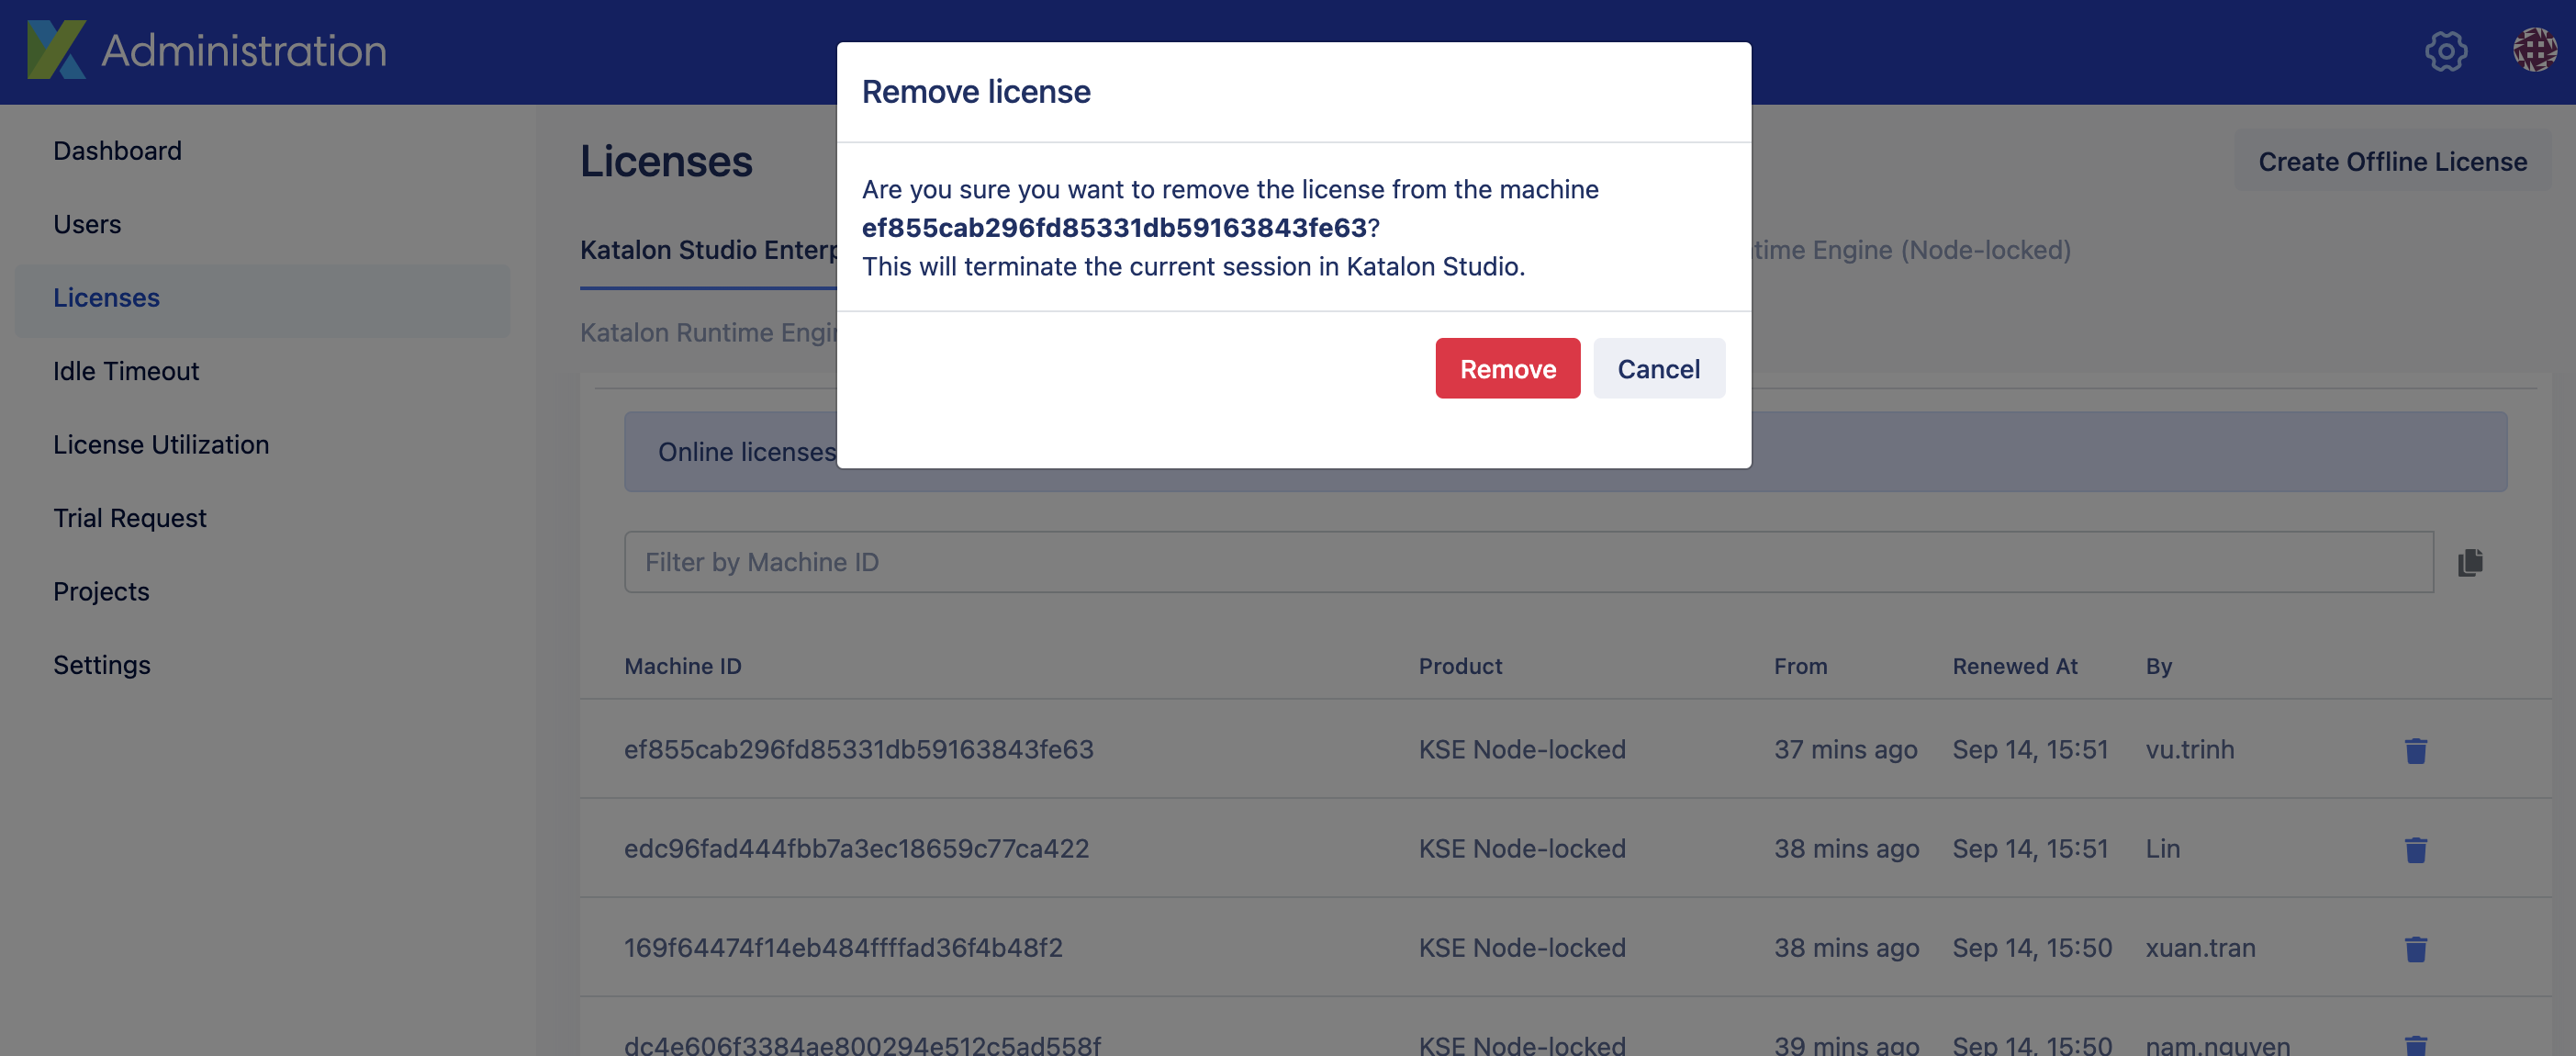 Administration
Remove license
Are you sure you want to remove the license from the machine
ef855cab296fd85331db59163843fe63?
This will terminate the current session in Katalon Studio.
Remove Cancel
Dashboard
Users
Licenses
Idle Timeout
License Utilization
Trial Request
Projects
Settings
Licenses
Create Offline License
Katalon Studio Enterp
time Engine (Node-locked)
Katalon Runtime Engi
Online licenses
Filter by Machine ID
Machine ID Product From Renewed At By
ef855cab296fd85331db59163843fe63 KSE Node-locked 37 mins ago Sep 14, 15:51 vu.trinh
edc96fad444fbb7a3ec18659c77ca422 KSE Node-locked 38 mins ago Sep 14, 15:51 Lin
169f64474f14eb484ffffad36f4b48f2 KSE Node-locked 38 mins ago Sep 14, 15:50 xuan.tran
dc4e606f3384ae800294e512c5ad558f KSE Node-locked 39 mins ago Sep 14, 15:50 nam.nguyen